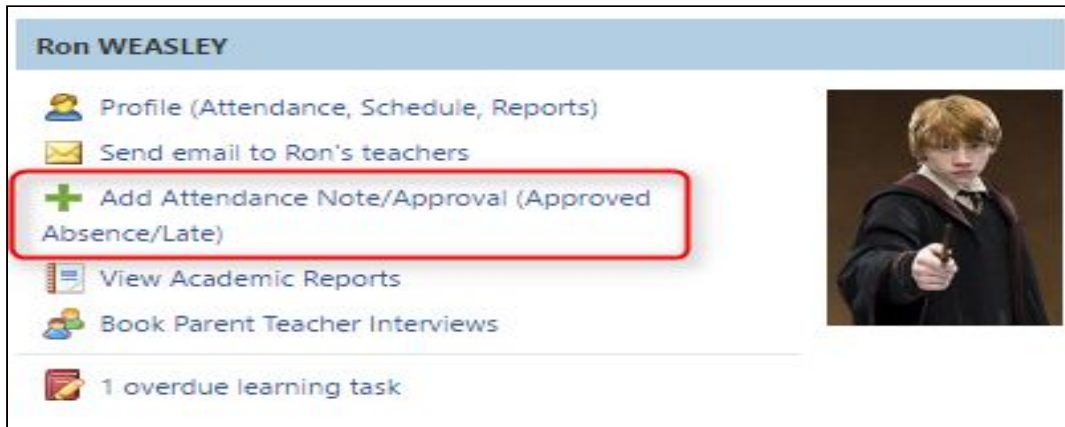 Ron WEASLEY
Profile (Attendance, Schedule, Reports)
Send email to Ron's teachers
Add Attendance Note/Approval (Approved
Absence/Late)
View Academic Reports
Book Parent Teacher Interviews
1 overdue learning task